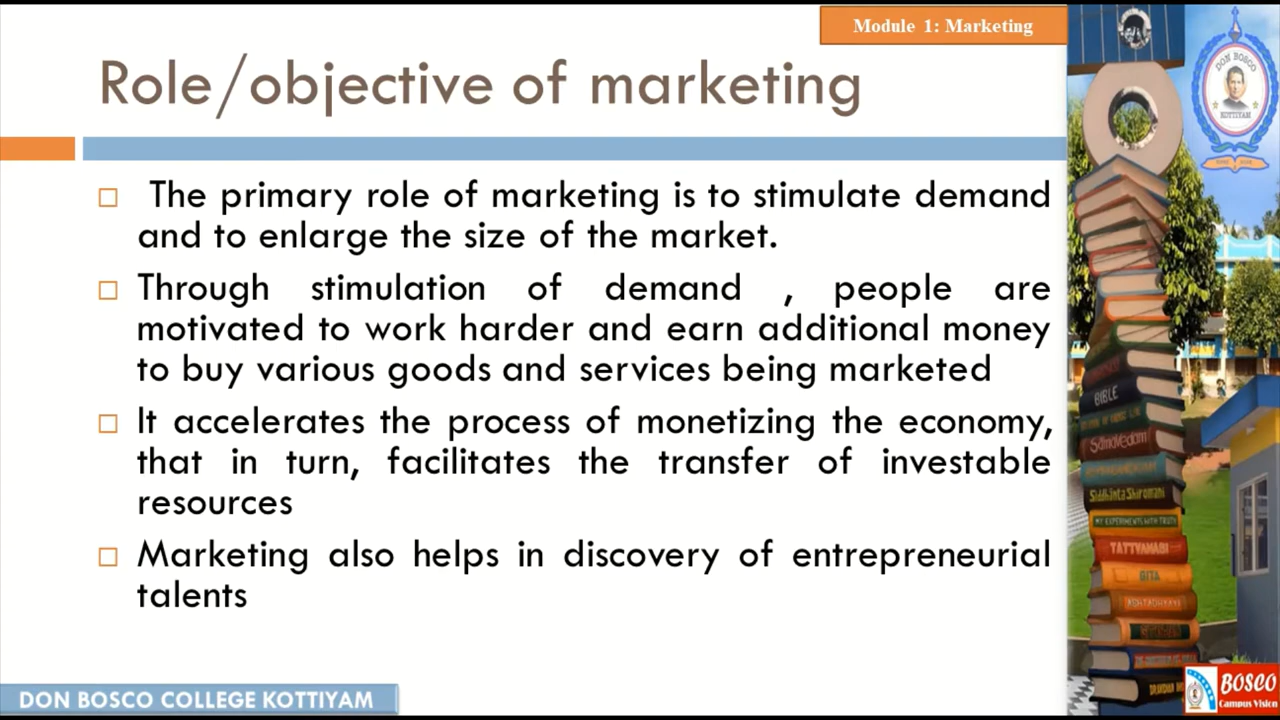 Module 1: Marketing
Role/objective of marketing
The primary role of marketing is to stimulate demand
and to enlarge the size of the market.
Through stimulation of demand , people are
motivated to work harder and earn additional money
to buy various goods and services being marketed
It accelerates the process of monetizing the economy,
that in turn, facilitates the transfer of investable
resources
Marketing also helps in discovery of entrepreneurial
talents
DON BOSCO COLLEGE KOTTIYAM
DON BOSCO
KOTTIYAM
BIBLE
Samavedam
Siddhinta Shiromani
MY EXPERIMENTS WITH TRUTH
TATTVAMASI
GITA
BOSCO
Campus Vision